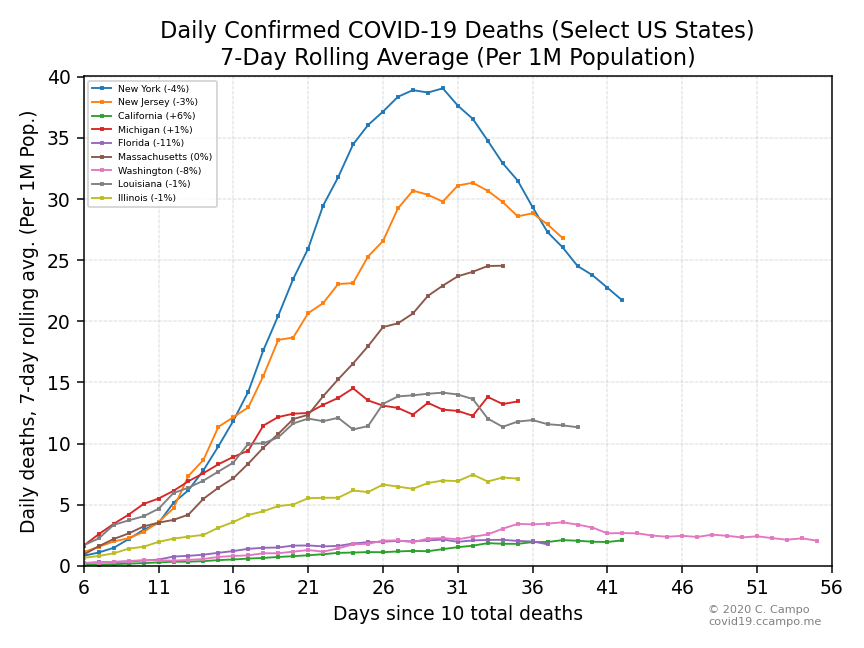 Daily Confirmed COVID-19 Deaths (Select US States)
7-Day Rolling Average (Per 1M Population)
Daily deaths, 7-day rolling avg. (Per 1M Pop.)
40
35
30
25
20
15
10
5
0
New York (-4%)
New Jersey (-3%)
California (+6%)
Michigan (+1%)
Florida (-11%)
Massachusetts (0%)
Washington (-8%)
Louisiana (-1%)
Illinois (-1%)
6 11 16 21 26 31 36 41 46 51 56
Days since 10 total deaths
© 2020 C. Campo
covid19.ccampo.me